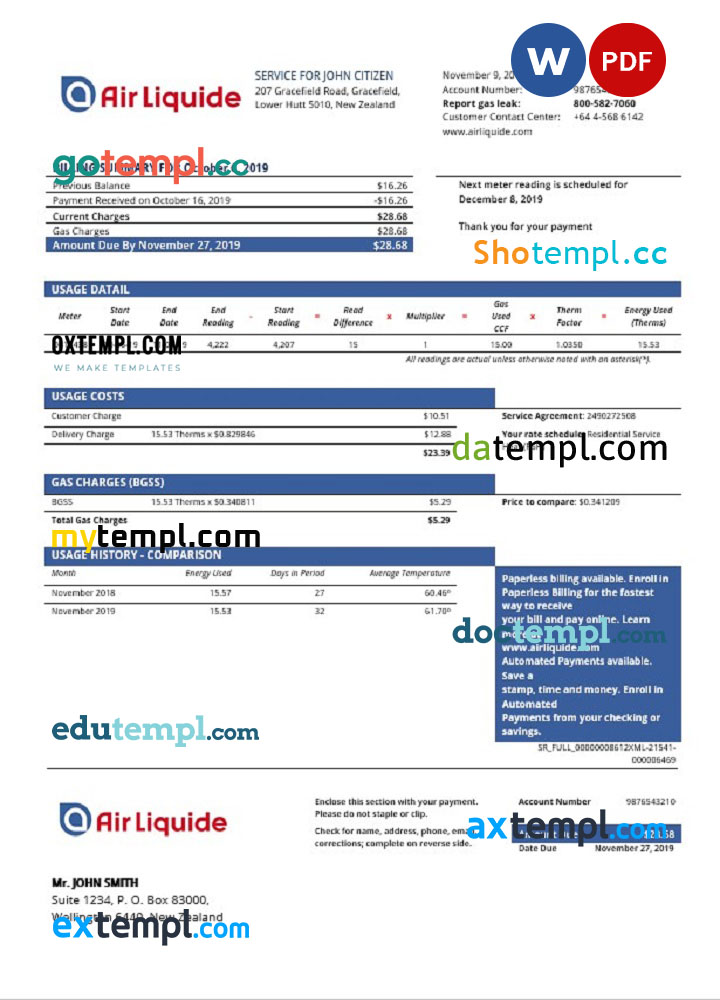 W
PDF
Air Liquide
SERVICE FOR JOHN CITIZEN
207 Gracefield Road, Gracefield,
Lower Hutt 5010, New Zealand
November 9, 20
Account Number: 98765
Report gas leak: 800-582-7060
Customer Contact Center: +64 4-568 6142
www.airliquide.com
gotempl.cc
BILLING SUMMARY FOR October 2019
Previous Balance $16.26
Payment Received on October 16, 2019 -$16.26
Current Charges $28.68
Gas Charges $28.68
Amount Due By November 27, 2019 $28.68
Next meter reading is scheduled for
December 8, 2019
Thank you for your payment
Shotempl.cc
USAGE DATAIL
Meter Start Date End Date End Reading - Start Reading = Read Difference x Multiplier = Gas Used CCF x Therm Factor = Energy Used (Therms)
4,222 4,207 15 1 15.00 1.0350 15.53
OXTEMPL.COM
WE MAKE TEMPLATES
All readings are actual unless otherwise noted with an asterisk(*).
USAGE COSTS
Customer Charge $10.51
Delivery Charge 15.53 Therms x $0.829846 $12.88
$23.39
Service Agreement: 2490272508
Your rate schedule: Residential Service
datempl.com
GAS CHARGES (BGSS)
BGSS 15.53 Therms x $0.340811 $5.29
Total Gas Charges $5.29
Price to compare: $0.341209
mytempl.com
USAGE HISTORY - COMPARISON
Month Energy Used Days in Period Average Temperature
November 2018 15.57 27 60.46º
November 2019 15.53 32 61.70º
Paperless billing available. Enroll in
Paperless Billing for the fastest
way to receive
your bill and pay online. Learn
more at
www.airliquide.com
Automated Payments available.
Save a
stamp, time and money. Enroll in
Automated
Payments from your checking or
savings.
doctempl.com
edutempl.com
SR_FULL_00000008612XML-21541-
000006469
Air Liquide
Enclose this section with your payment.
Please do not staple or clip.
Check for name, address, phone, email
corrections; complete on reverse side.
Account Number 9876543210
Amount Due $28.68
Date Due November 27, 2019
axtempl.com
Mr. JOHN SMITH
Suite 1234, P. O. Box 83000,
Wellington 6440, New Zealand
extempl.com